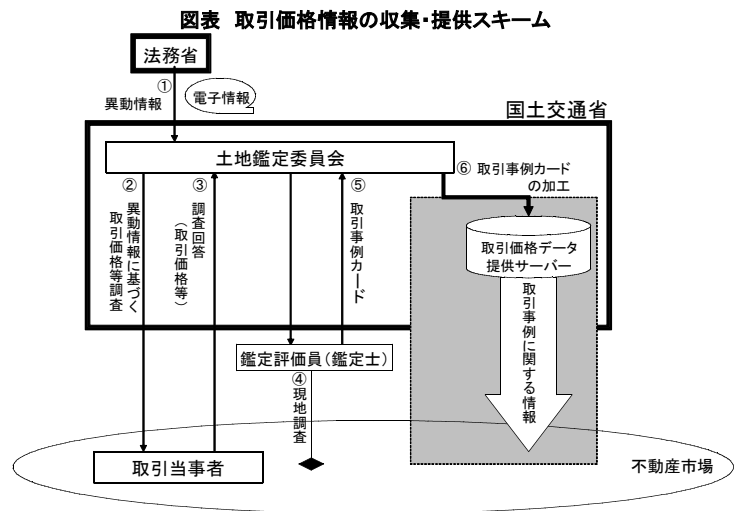 図表　取引価格情報の収集・提供スキーム
法務省
①
異動情報
電子情報
国土交通省
土地鑑定委員会
②
異動情報に基づく
取引価格等調査
③
調査回答
（取引価格等）
⑤
取引事例カード
⑥ 取引事例カード
の加工
取引価格データ
提供サーバー
取引事例に関する情報
鑑定評価員（鑑定士）
④
現地調査
取引当事者
不動産市場